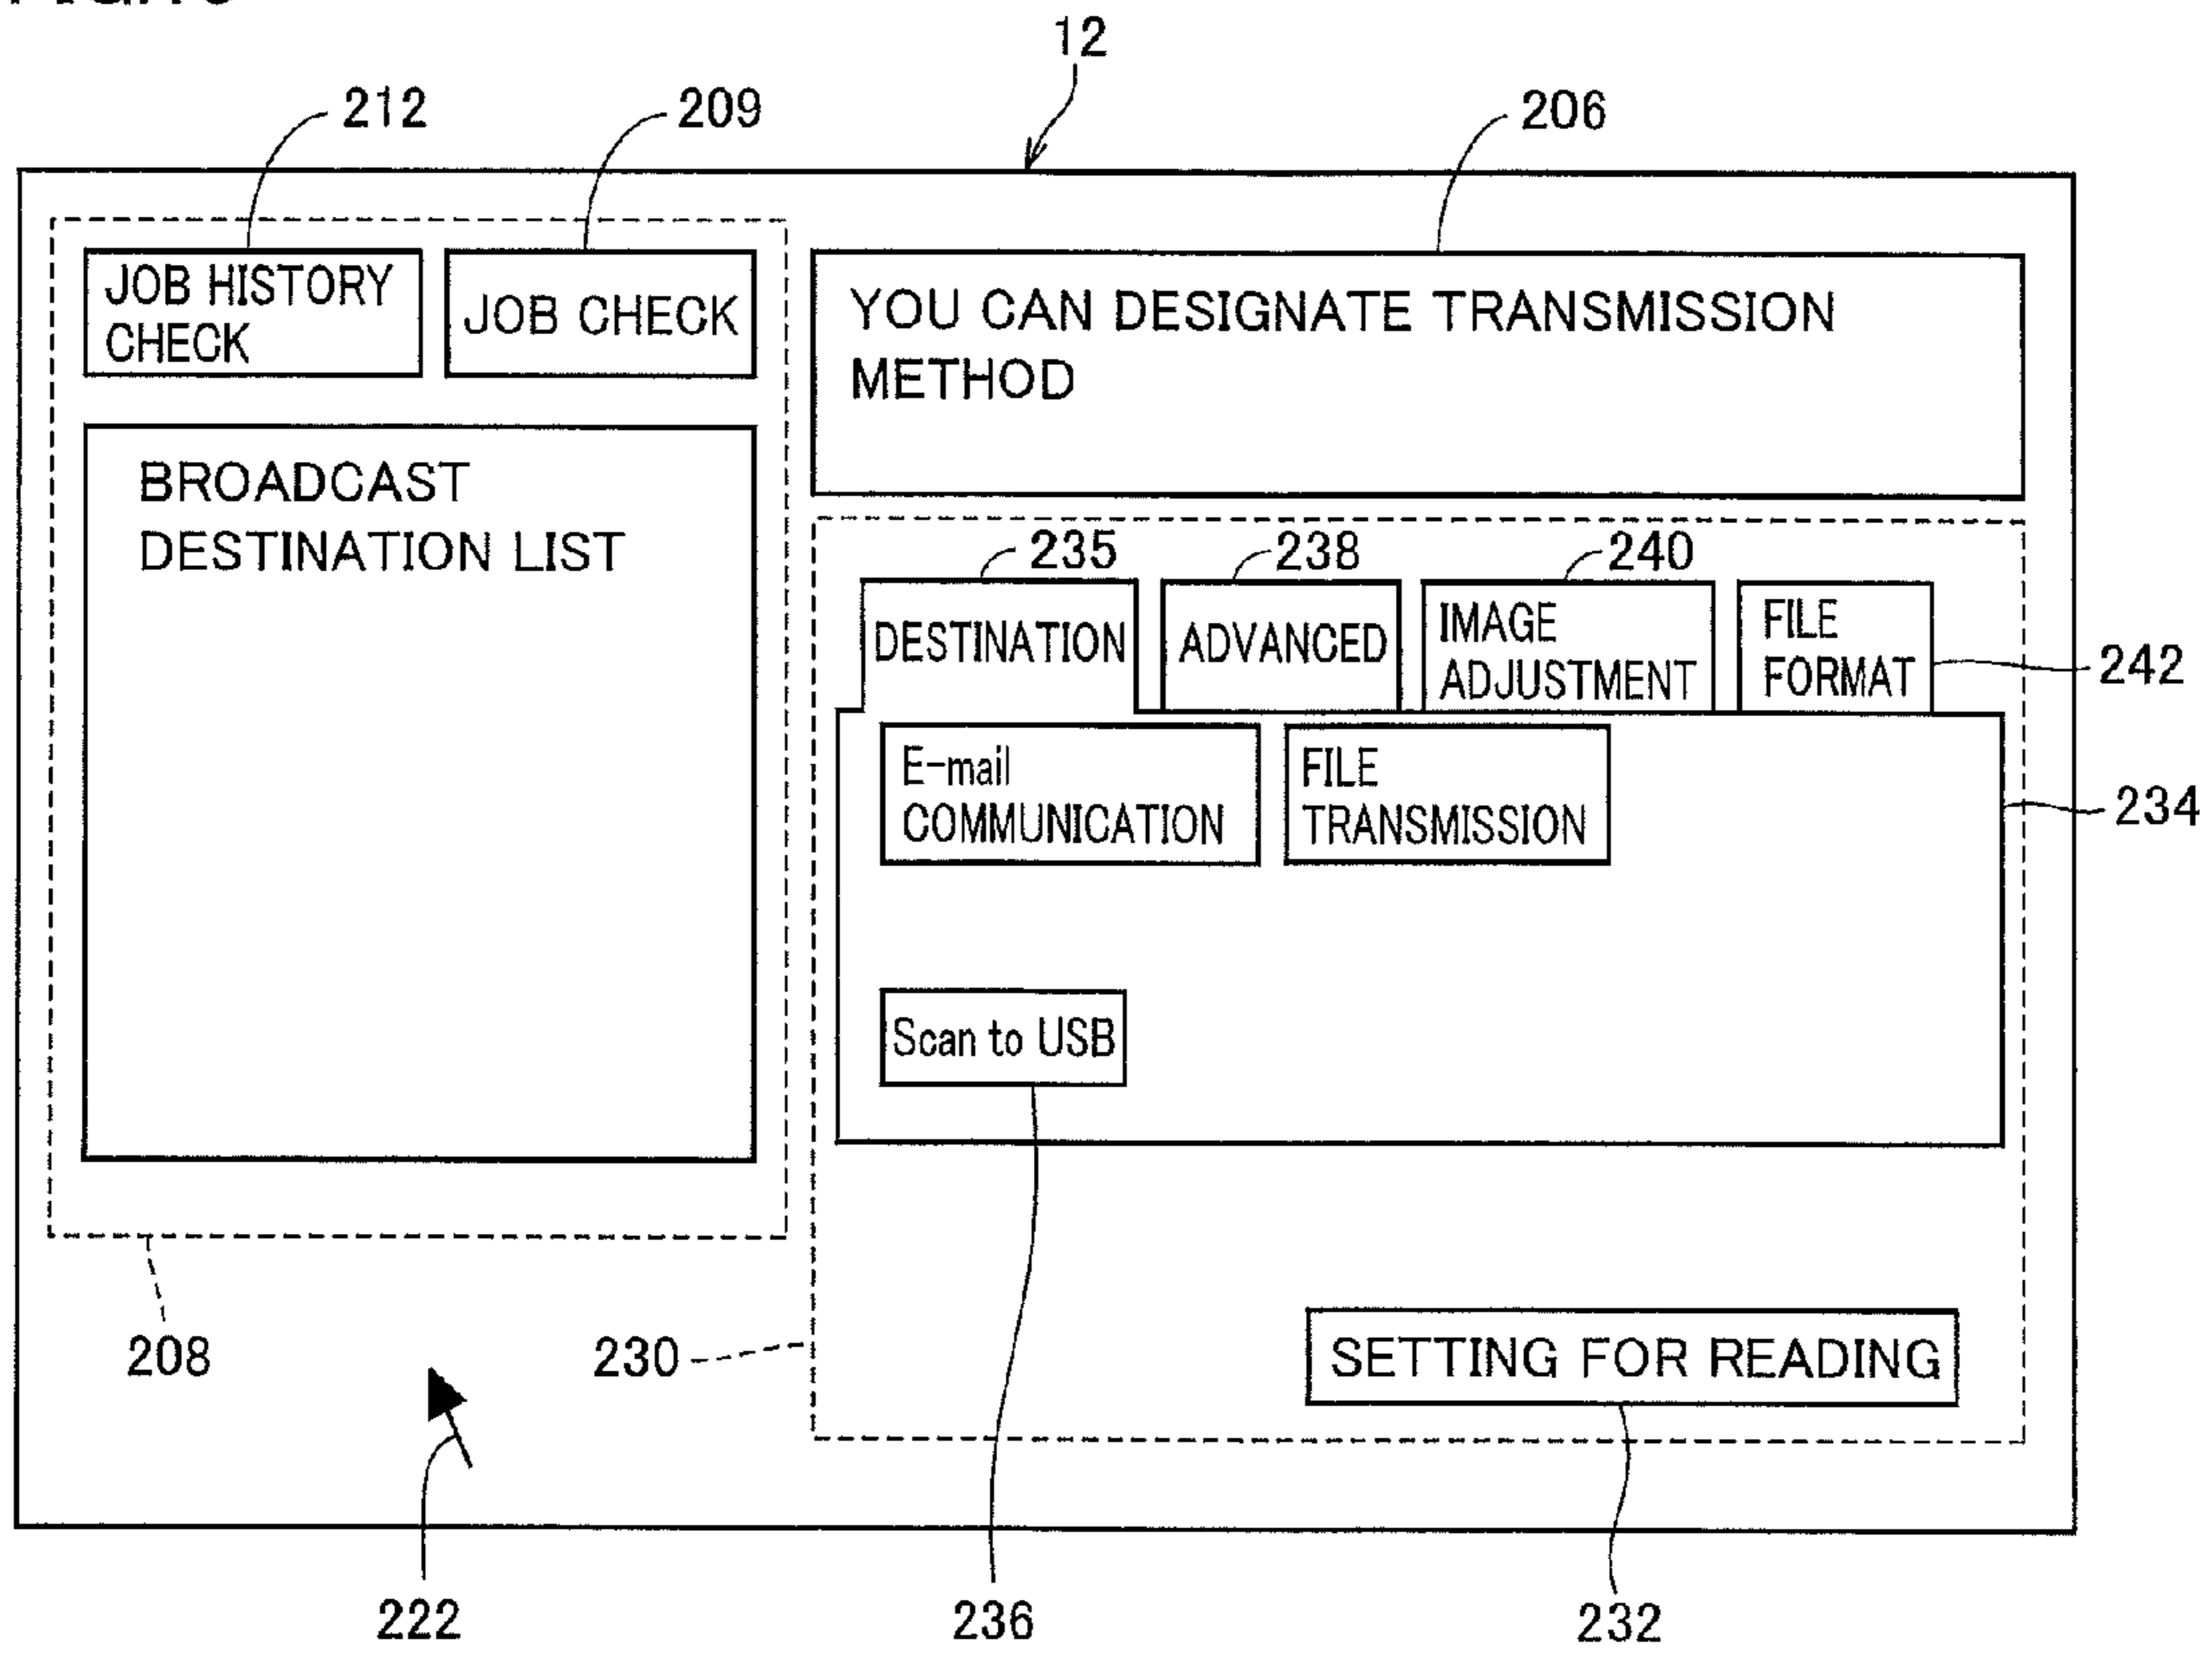 12
212
209
206
JOB HISTORY
CHECK
JOB CHECK
YOU CAN DESIGNATE TRANSMISSION
METHOD
BROADCAST
DESTINATION LIST
235
238
240
DESTINATION
ADVANCED
IMAGE
ADJUSTMENT
FILE
FORMAT
242
E-mail
COMMUNICATION
FILE
TRANSMISSION
234
Scan to USB
208
230
SETTING FOR READING
222
236
232